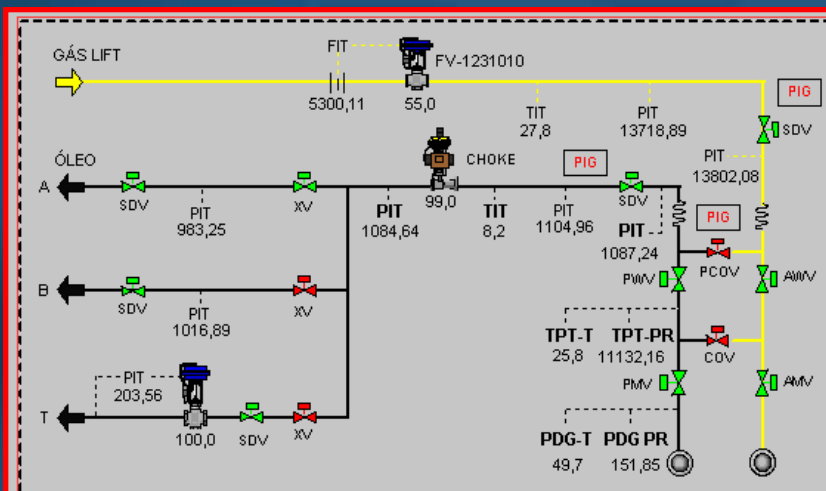 GÁS LIFT
FIT
FV-1231010
5300,11
55,0
PIG
TIT
27,8
PIT
13718,89
SDV
PIT
13802,08
ÓLEO
A
SDV
PIT
983,25
XV
PIT
1084,64
CHOKE
99,0
TIT
8,2
PIG
PIT
1104,96
SDV
PIT
1087,24
PIG
PCOV
B
SDV
PIT
1016,89
XV
PWV
AWV
TPT-T
25,8
TPT-PR
11132,16
COV
PIT
203,56
T
100,0
SDV
XV
PMV
AMV
PDG-T
49,7
PDG PR
151,85